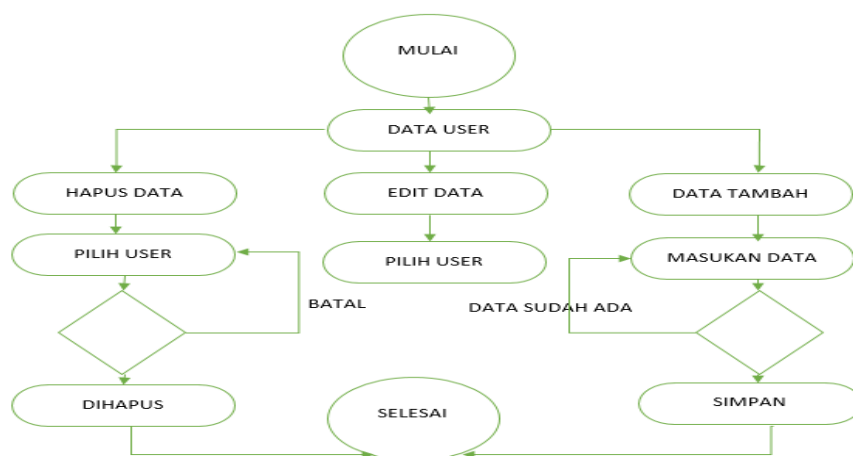 MULAI
DATA USER
HAPUS DATA
EDIT DATA
DATA TAMBAH
PILIH USER
PILIH USER
MASUKAN DATA
BATAL
DATA SUDAH ADA
DIHAPUS
SELESAI
SIMPAN